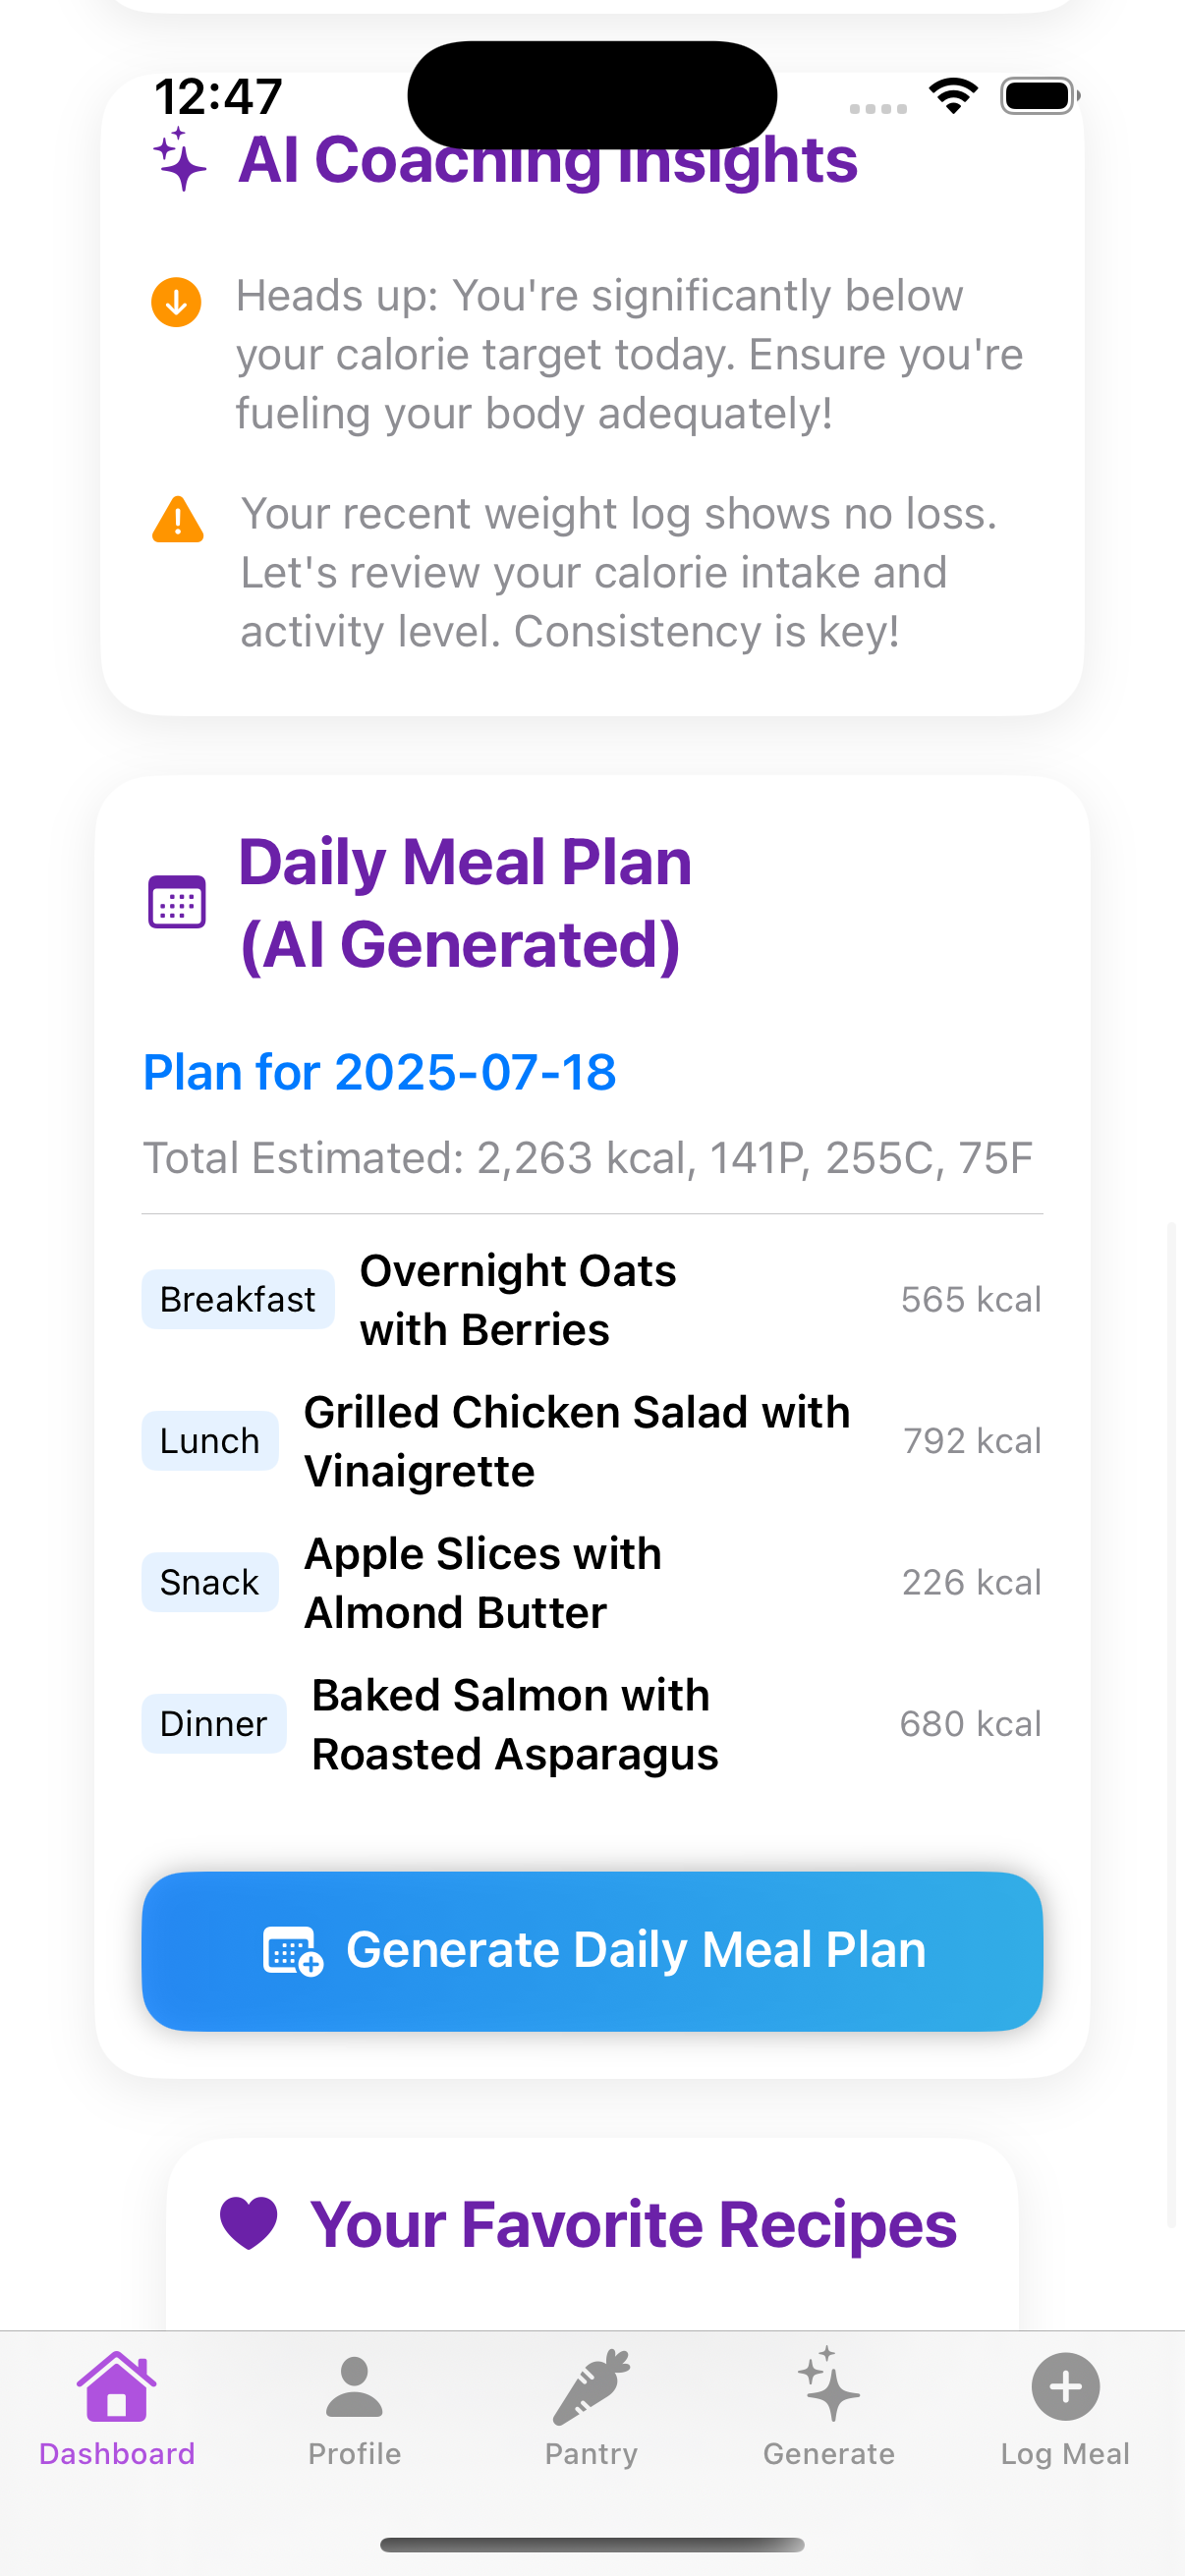 12:47
AI Coaching Insights
Heads up: You're significantly below
your calorie target today. Ensure you're
fueling your body adequately!
Your recent weight log shows no loss.
Let's review your calorie intake and
activity level. Consistency is key!
Daily Meal Plan
(AI Generated)
Plan for 2025-07-18
Total Estimated: 2,263 kcal, 141P, 255C, 75F
Breakfast
Overnight Oats
with Berries
565 kcal
Lunch
Grilled Chicken Salad with
Vinaigrette
792 kcal
Snack
Apple Slices with
Almond Butter
226 kcal
Dinner
Baked Salmon with
Roasted Asparagus
680 kcal
Generate Daily Meal Plan
Your Favorite Recipes
Dashboard
Profile
Pantry
Generate
Log Meal